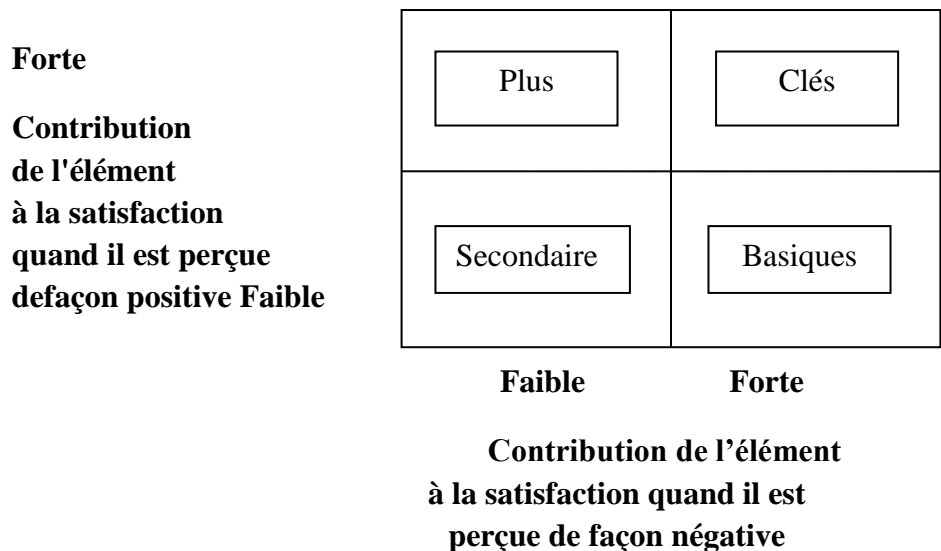 Forte
Contribution
de l'élément
à la satisfaction
quand il est perçue
defaçon positive Faible
Plus
Clés
Secondaire
Basiques
Faible Forte
Contribution de l’élément
à la satisfaction quand il est
perçue de façon négative